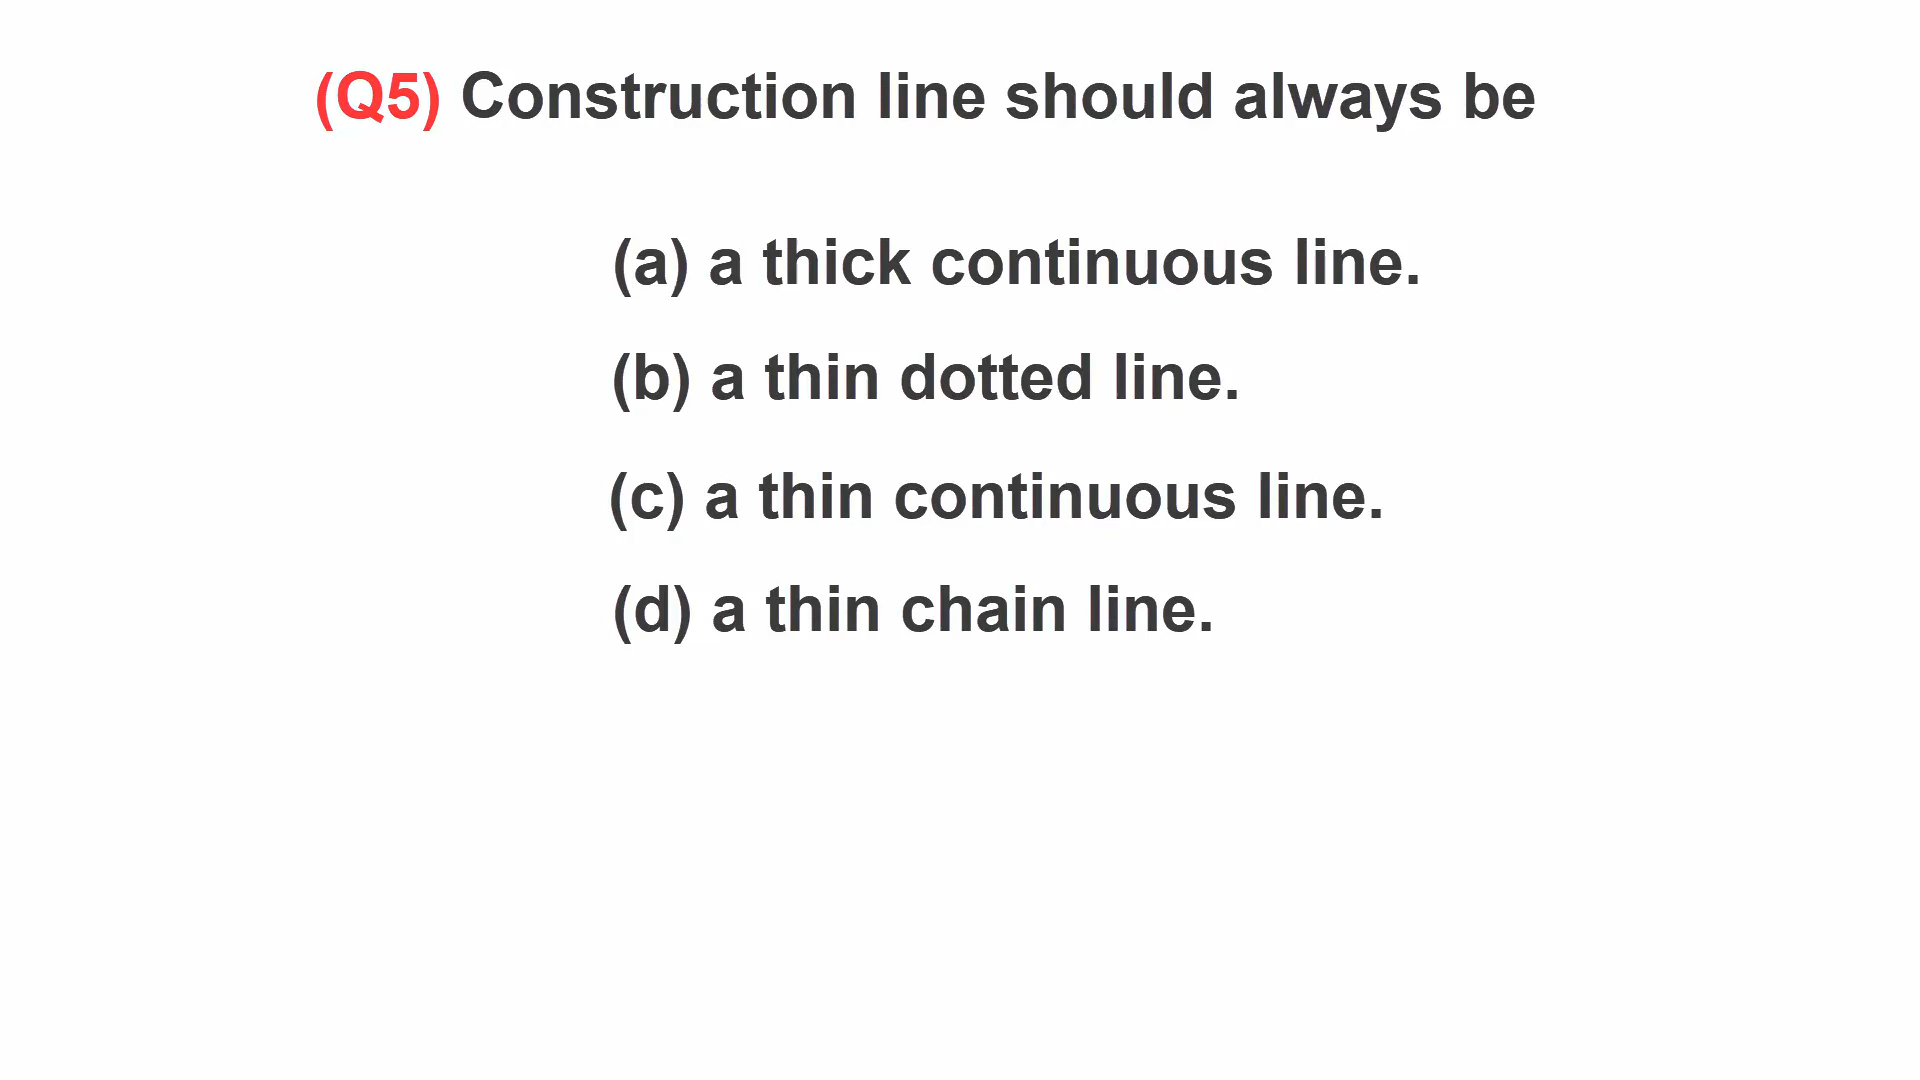 (Q5) Construction line should always be
(a) a thick continuous line.
(b) a thin dotted line.
(c) a thin continuous line.
(d) a thin chain line.